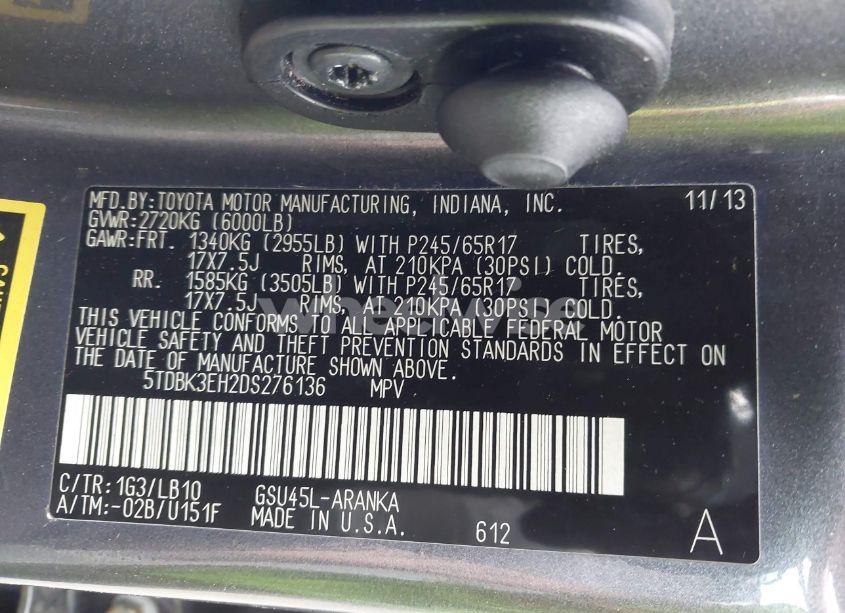 MFD.BY:TOYOTA MOTOR MANUFACTURING, INDIANA, INC. 11/13
GVWR:2720KG (6000LB)
GAWR:FRT. 1340KG (2955LB) WITH P245/65R17 TIRES,
17X7.5J RIMS, AT 210KPA (30PSI) COLD.
RR. 1585KG (3505LB) WITH P245/65R17 TIRES,
17X7.5J RIMS, AT 210KPA (30PSI) COLD.
THIS VEHICLE CONFORMS TO ALL APPLICABLE FEDERAL MOTOR
VEHICLE SAFETY AND THEFT PREVENTION STANDARDS IN EFFECT ON
THE DATE OF MANUFACTURE SHOWN ABOVE.
5TDBK3EH2DS276136 MPV
C/TR:1G3/LB10 GSU45L-ARANKA
A/TM:-02B/U151F MADE IN U.S.A. 612 A